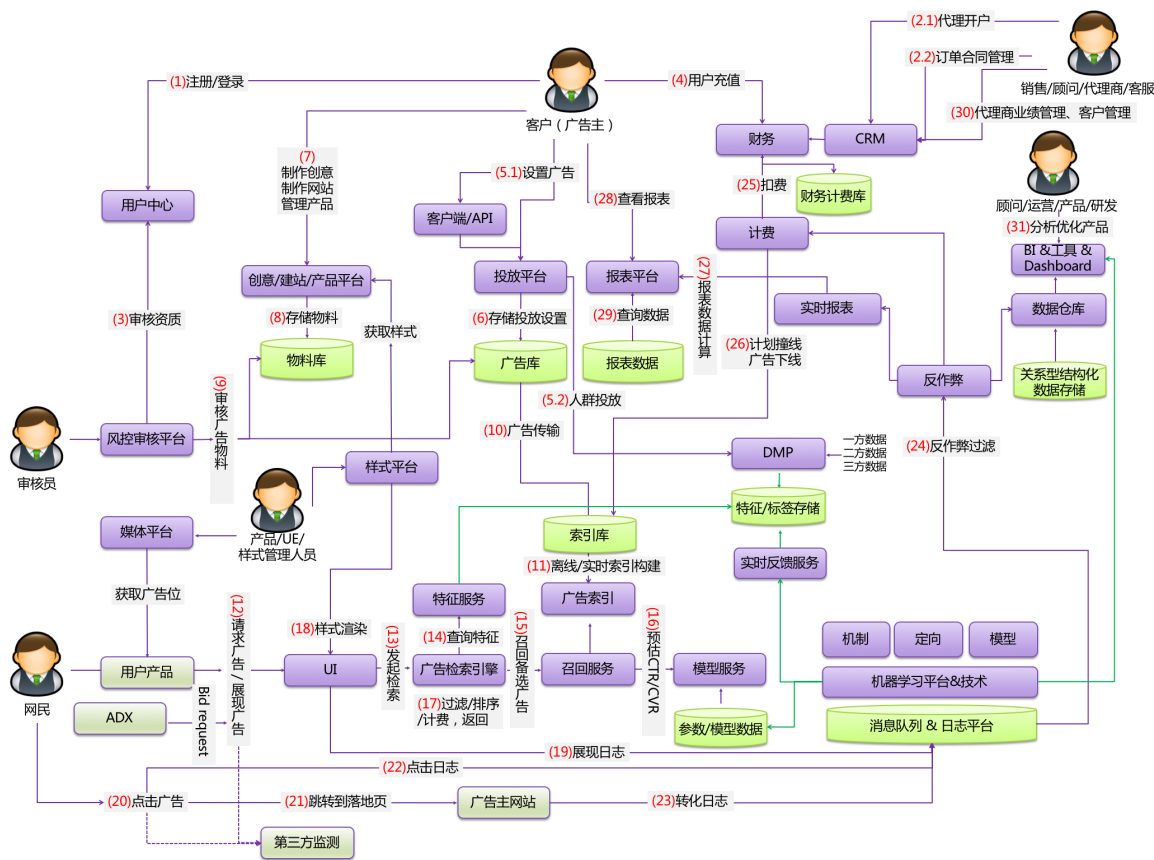 (2.1)代理开户
(2.2)订单合同管理
销售/顾问/代理商/客服
(1)注册/登录
(4)用户充值
客户（广告主）
(30)代理商业绩管理、客户管理
财务
CRM
(7)
制作创意
制作网站
管理产品
(5.1)设置广告
(25)扣费
财务计费库
顾问/运营/产品/研发
用户中心
客户端/API
(28)查看报表
计费
(31)分析优化产品
BI &工具 &
Dashboard
创意/建站/产品平台
投放平台
报表平台
(27)报表数据计算
实时报表
数据仓库
(3)审核资质
(8)存储物料
(6)存储投放设置
(29)查询数据
获取样式
(26)计划撞线
广告下线
物料库
广告库
报表数据
反作弊
关系型结构化
数据存储
(9)审核广告物料
(5.2)人群投放
(10)广告传输
风控审核平台
审核员
样式平台
DMP
一方数据
二方数据
三方数据
(24)反作弊过滤
特征/标签存储
媒体平台
产品/UE/
样式管理人员
索引库
(11)离线/实时索引构建
实时反馈服务
获取广告位
(12)请求广告/展现广告
特征服务
广告索引
(18)样式渲染
(13)发起检索
(14)查询特征
(15)召回备选广告
(16)预估CTR/CVR
机制
定向
模型
用户产品
UI
广告检索引擎
召回服务
模型服务
机器学习平台&技术
网民
Bid request
ADX
(17)过滤/排序
/计费，返回
参数/模型数据
消息队列 & 日志平台
(19)展现日志
(22)点击日志
(20)点击广告
(21)跳转到落地页
广告主网站
(23)转化日志
第三方监测